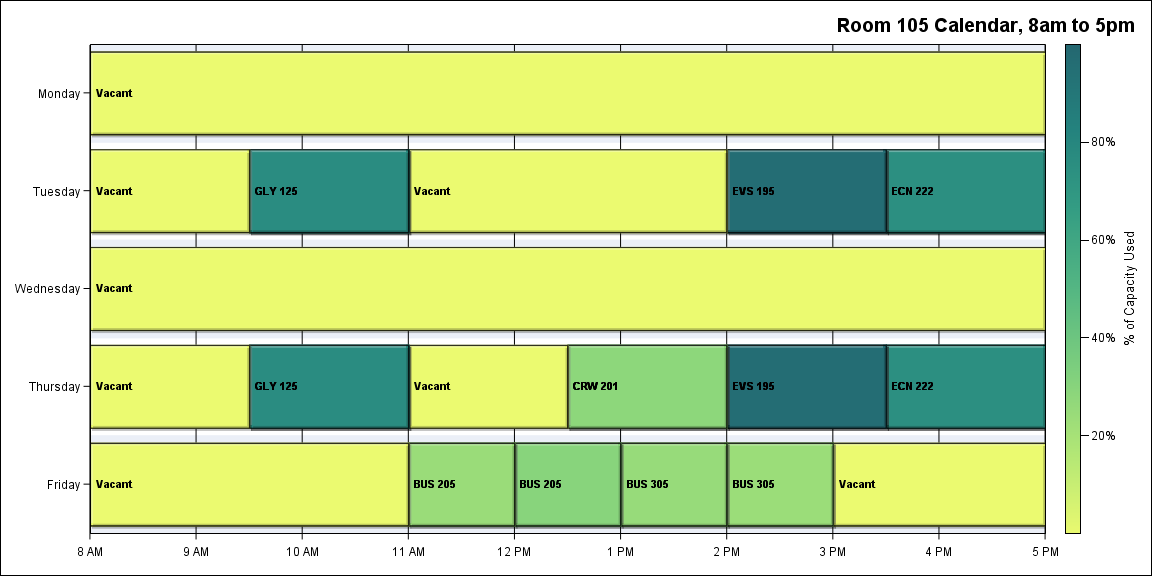 Room 105 Calendar, 8am to 5pm
Monday
Vacant
Tuesday
Vacant
GLY 125
Vacant
EVS 195
ECN 222
Wednesday
Vacant
Thursday
Vacant
GLY 125
Vacant
CRW 201
EVS 195
ECN 222
Friday
Vacant
BUS 205
BUS 205
BUS 305
BUS 305
Vacant
8 AM
9 AM
10 AM
11 AM
12 PM
1 PM
2 PM
3 PM
4 PM
5 PM
80%
60%
40%
20%
% of Capacity Used